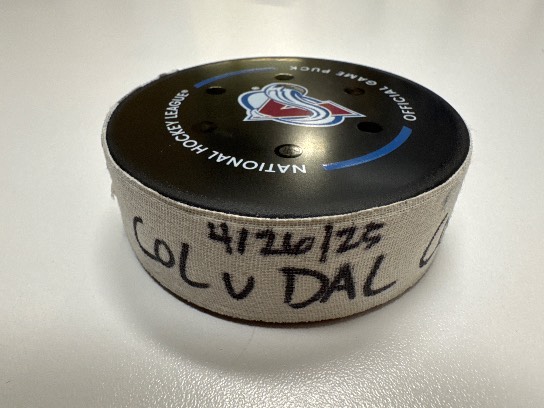 NATIONAL HOCKEY LEAGUE®
OFFICIAL GAME PUCK
4/26/25
COL V DAL